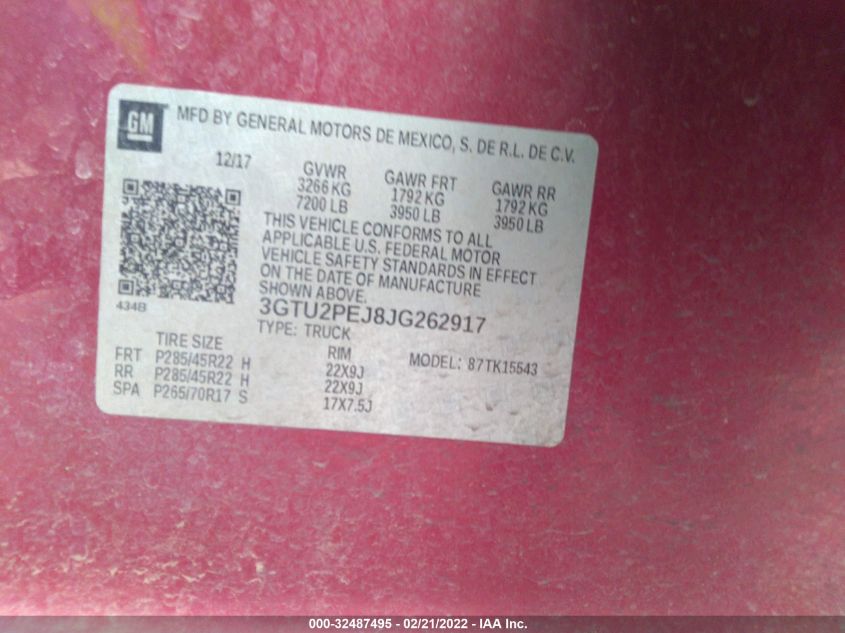 GM
MFD BY GENERAL MOTORS DE MEXICO, S. DE R.L. DE C.V.
12/17
GVWR GAWR FRT GAWR RR
3266 KG 1792 KG 1792 KG
7200 LB 3950 LB 3950 LB
THIS VEHICLE CONFORMS TO ALL
APPLICABLE U.S. FEDERAL MOTOR
VEHICLE SAFETY STANDARDS IN EFFECT
ON THE DATE OF MANUFACTURE
SHOWN ABOVE.
434B
3GTU2PEJ8JG262917
TYPE: TRUCK
TIRE SIZE RIM MODEL: 87TK15543
FRT P285/45R22 H 22X9J
RR P285/45R22 H 22X9J
SPA P265/70R17 S 17X7.5J
000-32487495 - 02/21/2022 - IAA Inc.